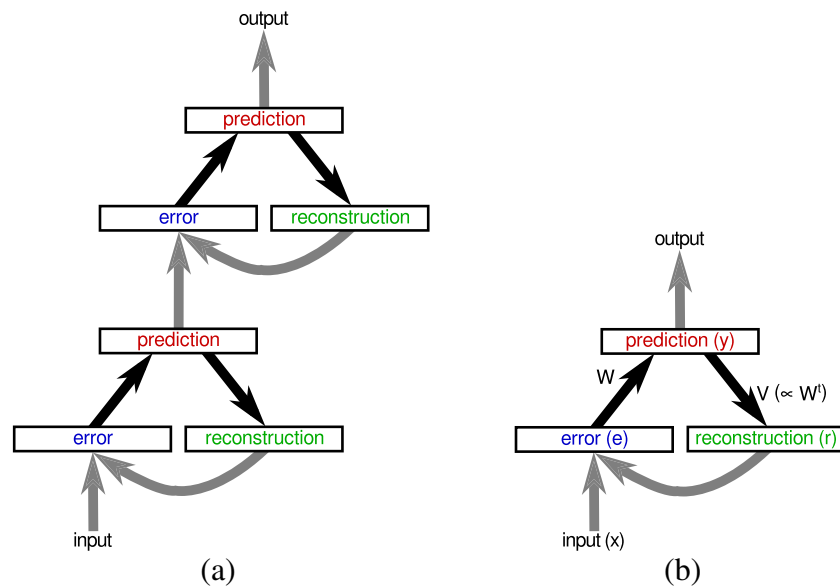 output
prediction
error
reconstruction
prediction
error
reconstruction
input
(a)
output
prediction (y)
W
V (∝ Wᵗ)
error (e)
reconstruction (r)
input (x)
(b)